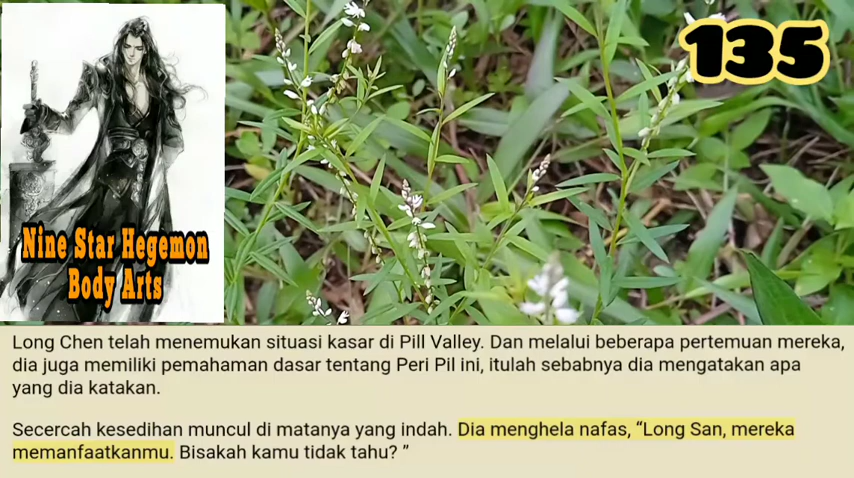 135
Nine Star Hegemon
Body Arts
Long Chen telah menemukan situasi kasar di Pill Valley. Dan melalui beberapa pertemuan mereka,
dia juga memiliki pemahaman dasar tentang Peri Pil ini, itulah sebabnya dia mengatakan apa
yang dia katakan.
Secercah kesedihan muncul di matanya yang indah. Dia menghela nafas, “Long San, mereka
memanfaatkanmu. Bisakah kamu tidak tahu? ”